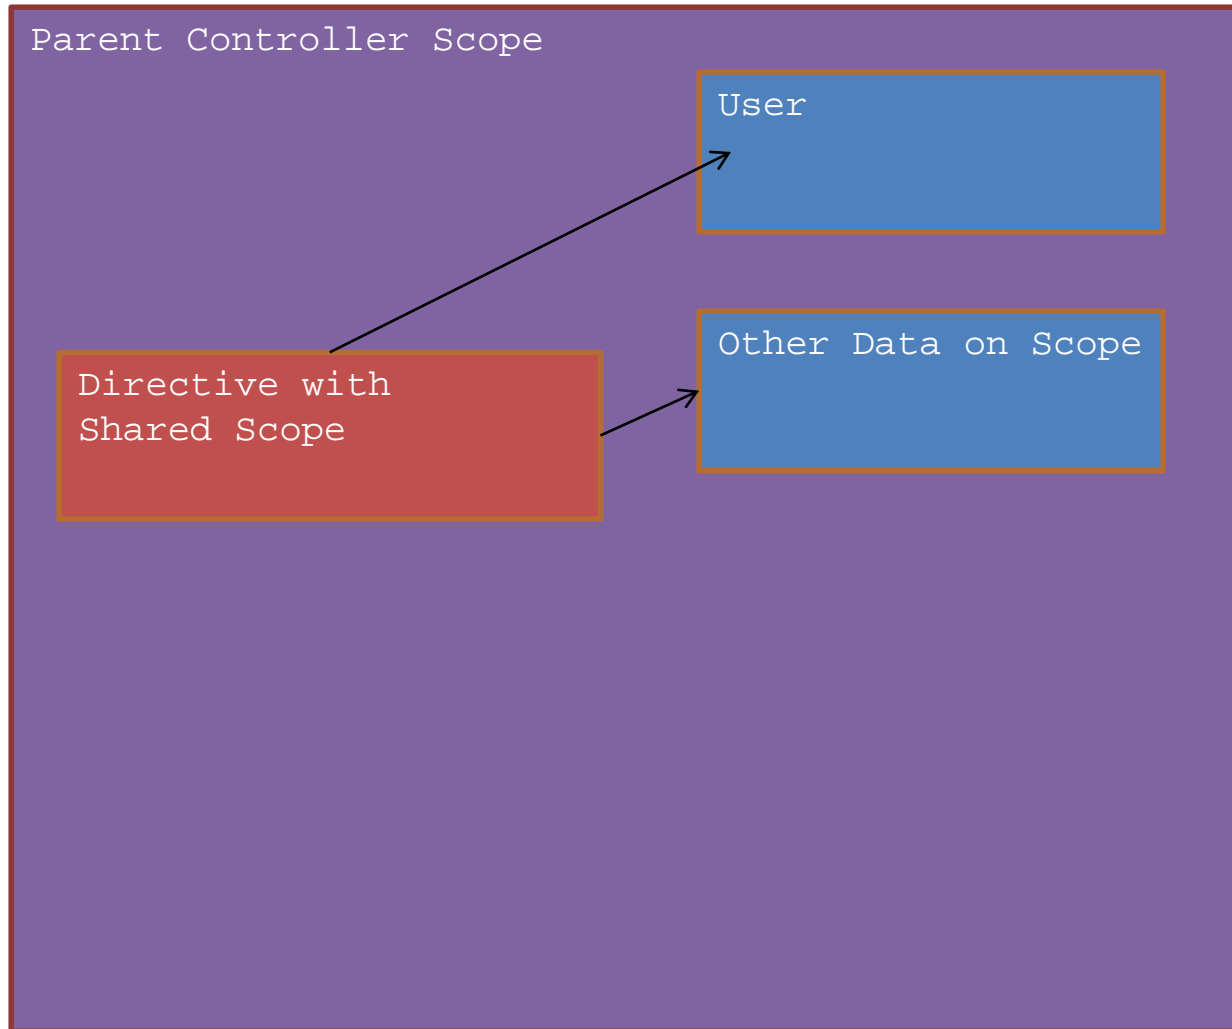 Parent Controller Scope
User
Other Data on Scope
Directive with
Shared Scope